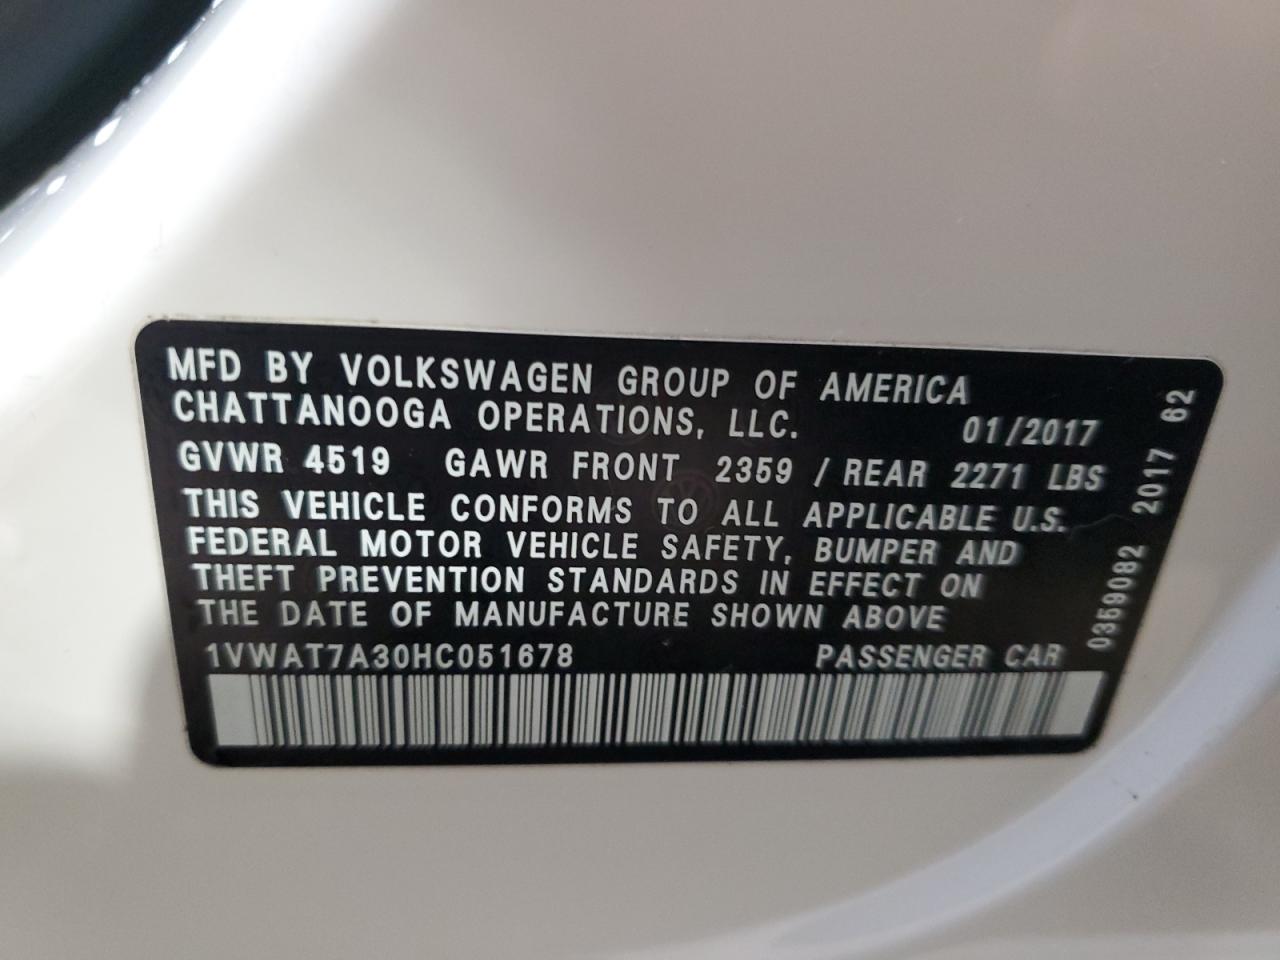 MFD BY VOLKSWAGEN GROUP OF AMERICA
CHATTANOOGA OPERATIONS, LLC. 01/2017
GVWR 4519 GAWR FRONT 2359 / REAR 2271 LBS
THIS VEHICLE CONFORMS TO ALL APPLICABLE U.S.
FEDERAL MOTOR VEHICLE SAFETY, BUMPER AND
THEFT PREVENTION STANDARDS IN EFFECT ON
THE DATE OF MANUFACTURE SHOWN ABOVE
1VWAT7A30HC051678 PASSENGER CAR
0359082 2017 62